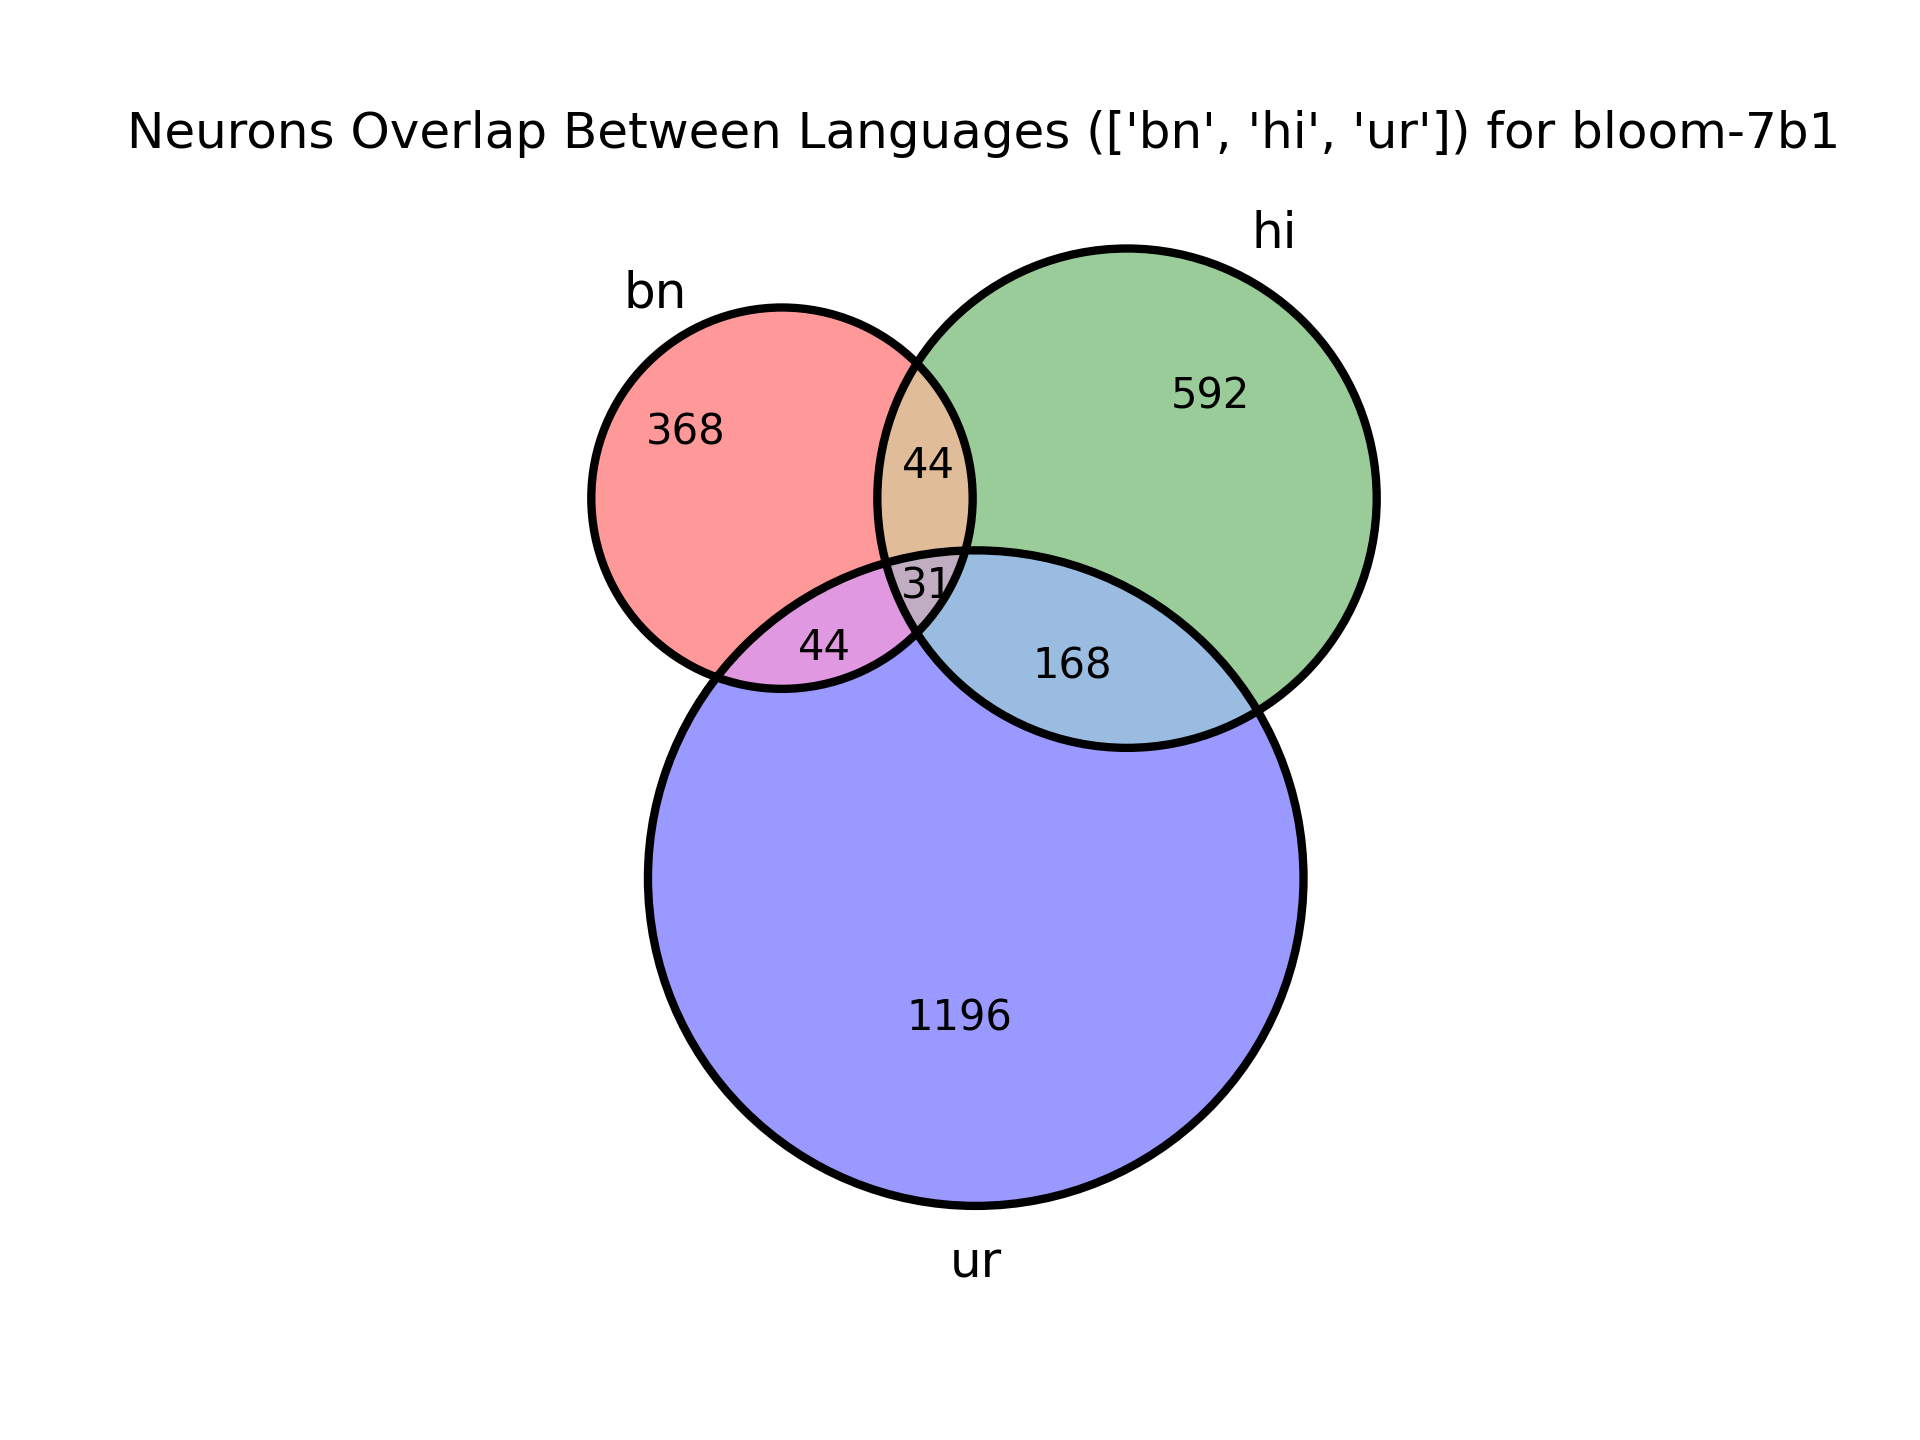 Neurons Overlap Between Languages (['bn', 'hi', 'ur']) for bloom-7b1
hi
bn
592
368
44
31
44
168
1196
ur